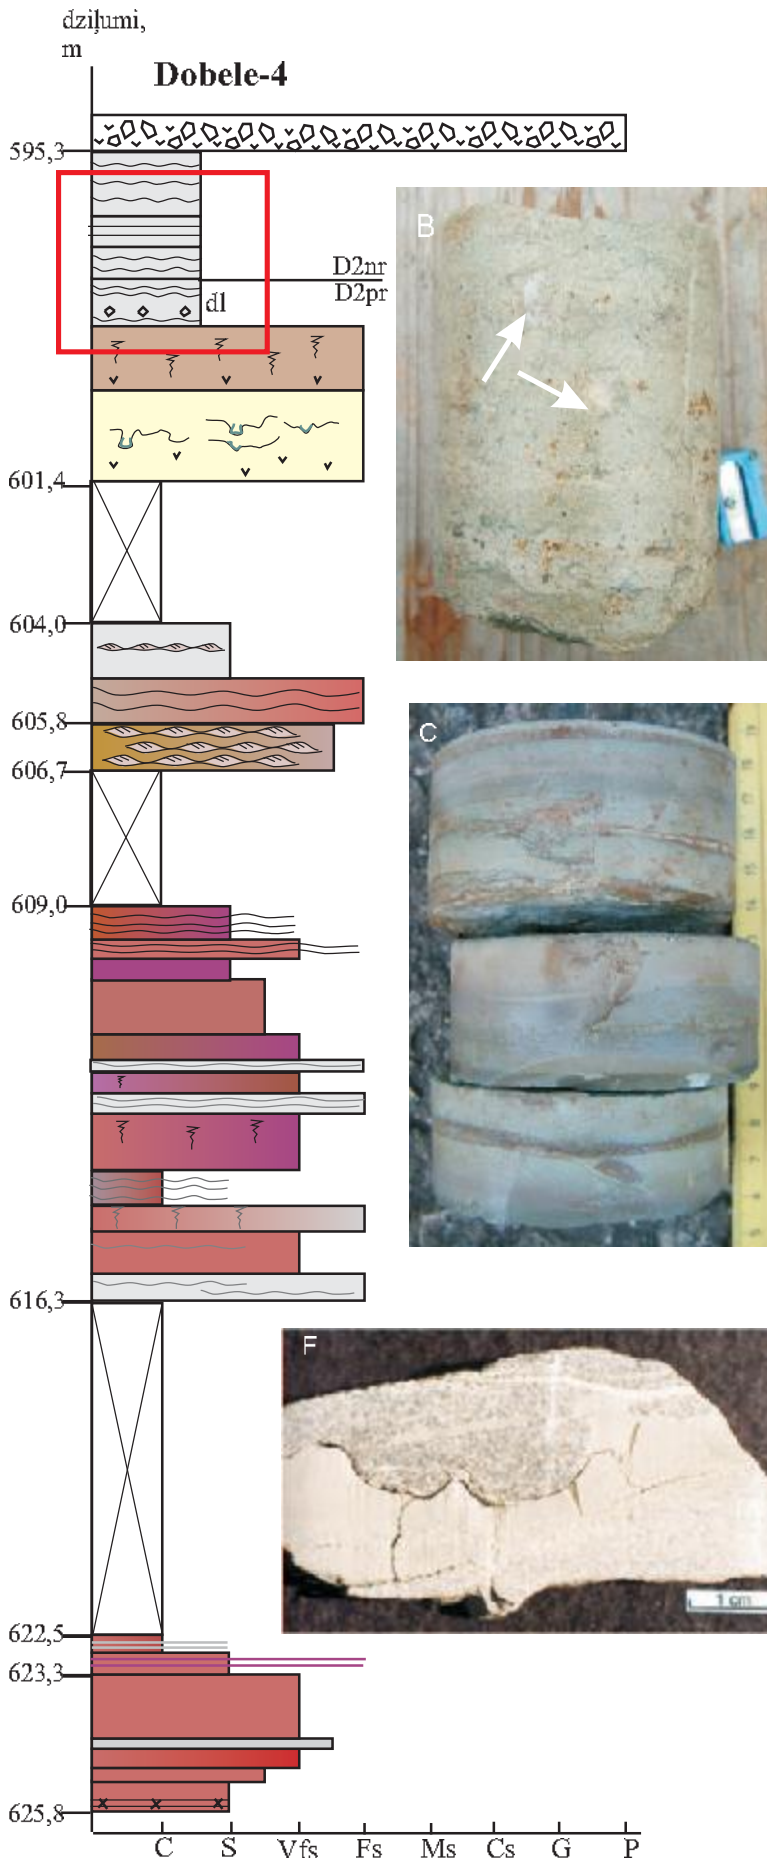 dziļumi,
m
Dobele-4
595,3
D2nr
D2pr
dl
B
601,4
604,0
605,8
606,7
C
609,0
616,3
F
1 cm
622,5
623,3
625,8
C S Vfs Fs Ms Cs G P